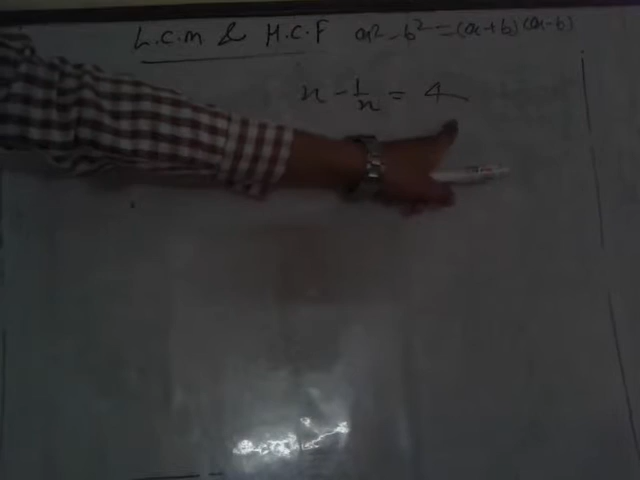 L.C.M & H.C.F a² - b² = (a+b)(a-b)
x - 1/x = 4